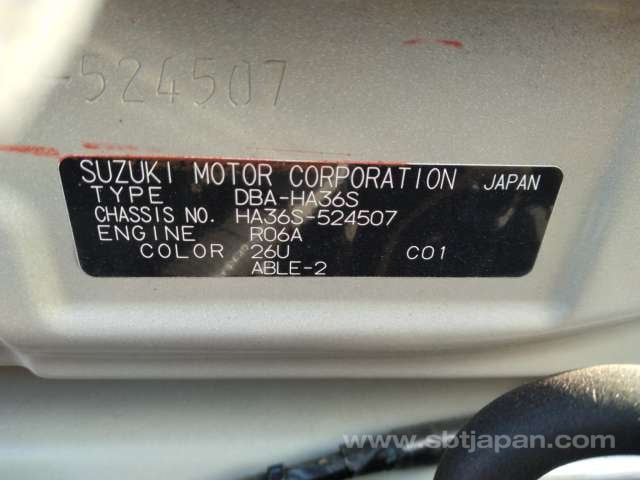 -524507
SUZUKI MOTOR CORPORATION JAPAN
TYPE DBA-HA36S
CHASSIS NO. HA36S-524507
ENGINE R06A
COLOR 26U C01
ABLE-2
www.sbtjapan.com